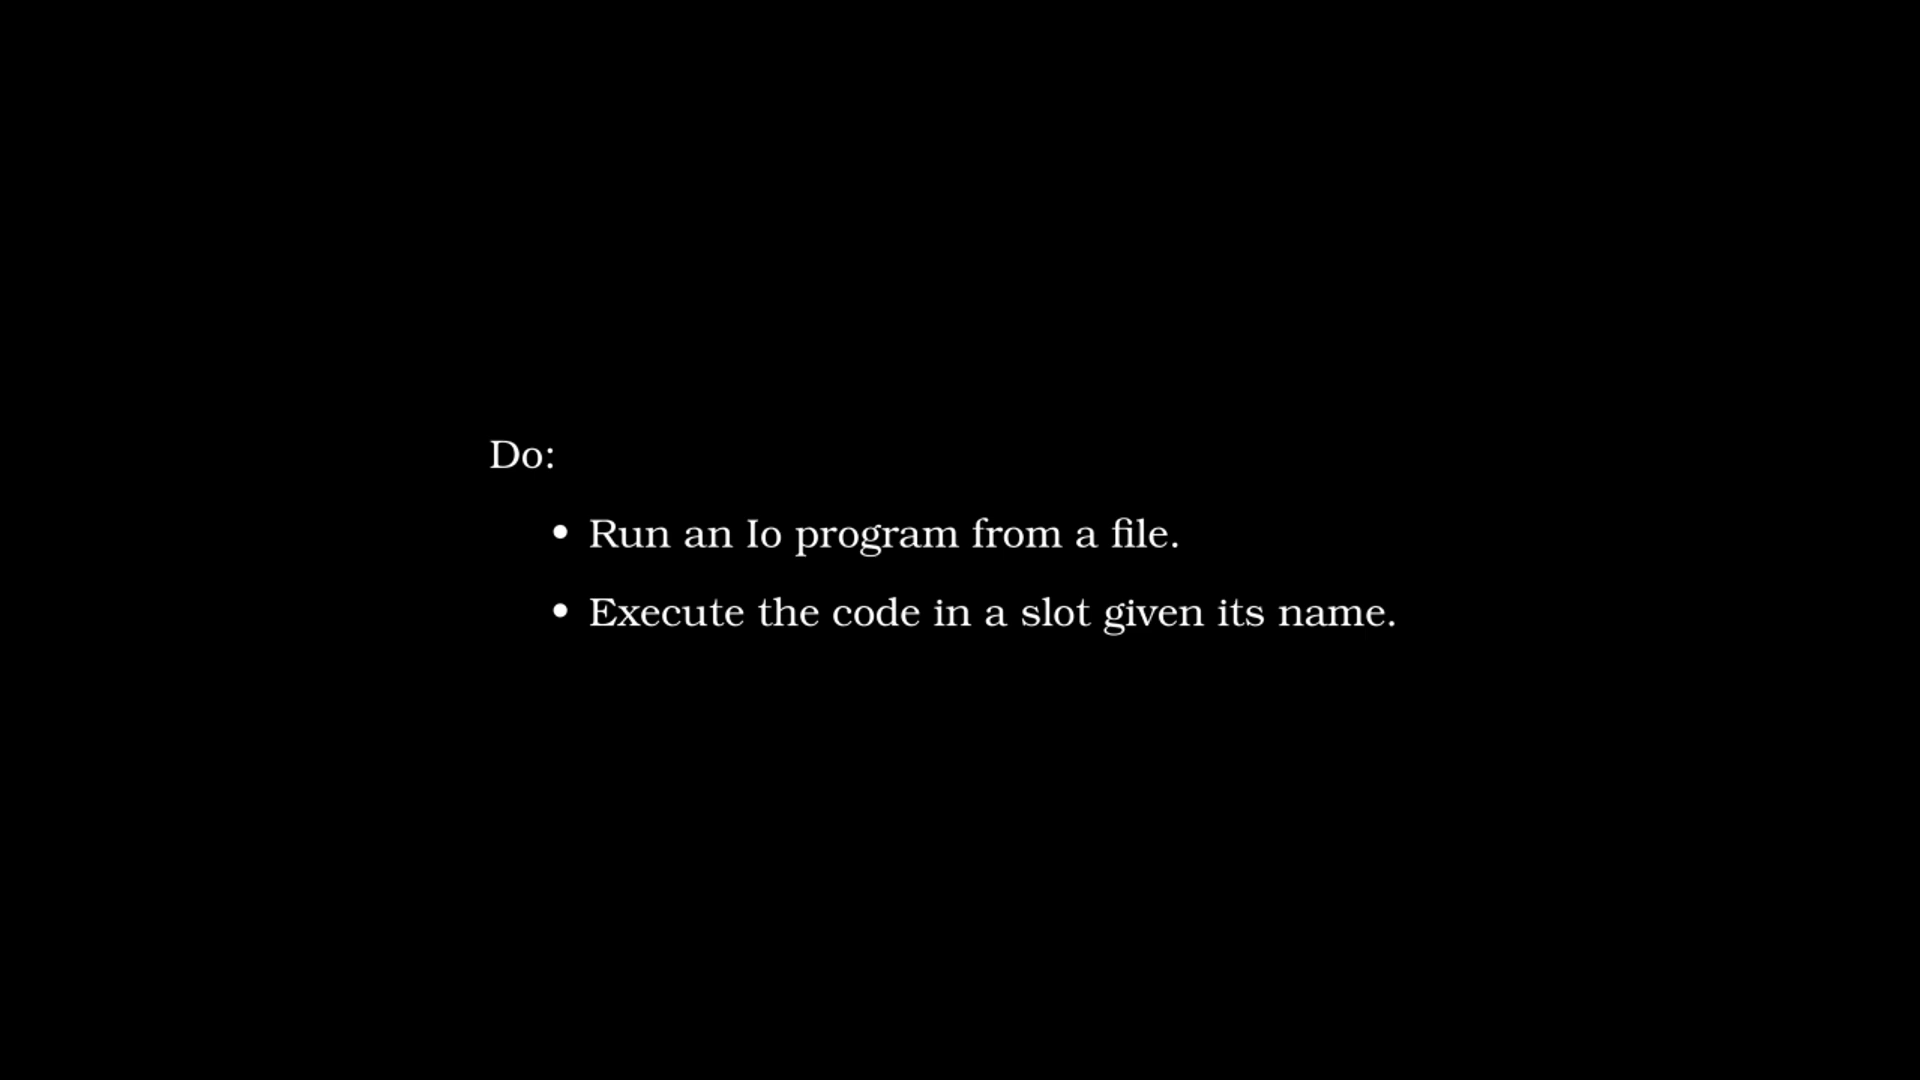 Do:
• Run an Io program from a file.
• Execute the code in a slot given its name.